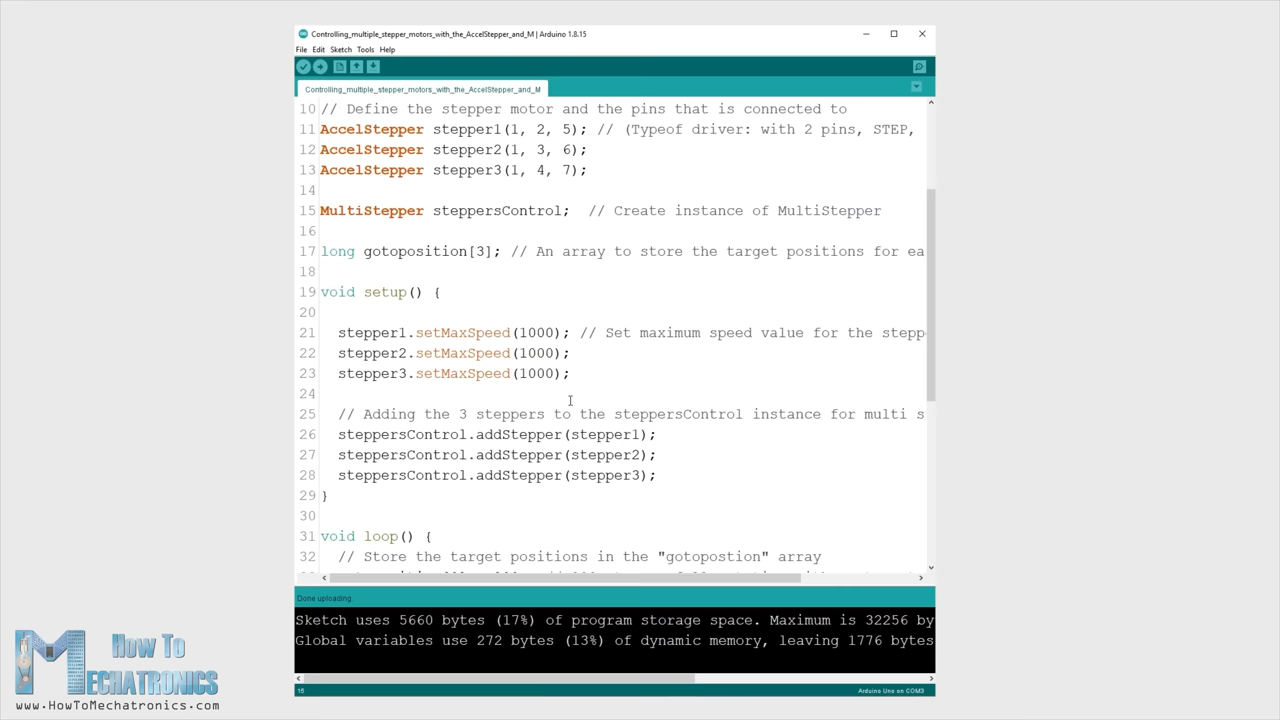 Controlling_multiple_stepper_motors_with_the_AccelStepper_and_M | Arduino 1.8.15
File Edit Sketch Tools Help
Controlling_multiple_stepper_motors_with_the_AccelStepper_and_M
10 // Define the stepper motor and the pins that is connected to
11 AccelStepper stepper1(1, 2, 5); // (Typeof driver: with 2 pins, STEP,
12 AccelStepper stepper2(1, 3, 6);
13 AccelStepper stepper3(1, 4, 7);
14
15 MultiStepper steppersControl;  // Create instance of MultiStepper
16
17 long gotoposition[3]; // An array to store the target positions for ea
18
19 void setup() {
20
21   stepper1.setMaxSpeed(1000); // Set maximum speed value for the stepp
22   stepper2.setMaxSpeed(1000);
23   stepper3.setMaxSpeed(1000);
24
25   // Adding the 3 steppers to the steppersControl instance for multi s
26   steppersControl.addStepper(stepper1);
27   steppersControl.addStepper(stepper2);
28   steppersControl.addStepper(stepper3);
29 }
30
31 void loop() {
32   // Store the target positions in the "gotopostion" array
Done uploading.
Sketch uses 5660 bytes (17%) of program storage space. Maximum is 32256 by
Global variables use 272 bytes (13%) of dynamic memory, leaving 1776 bytes
15 Arduino Uno on COM3
How To
MECHATRONICS
www.HowToMechatronics.com